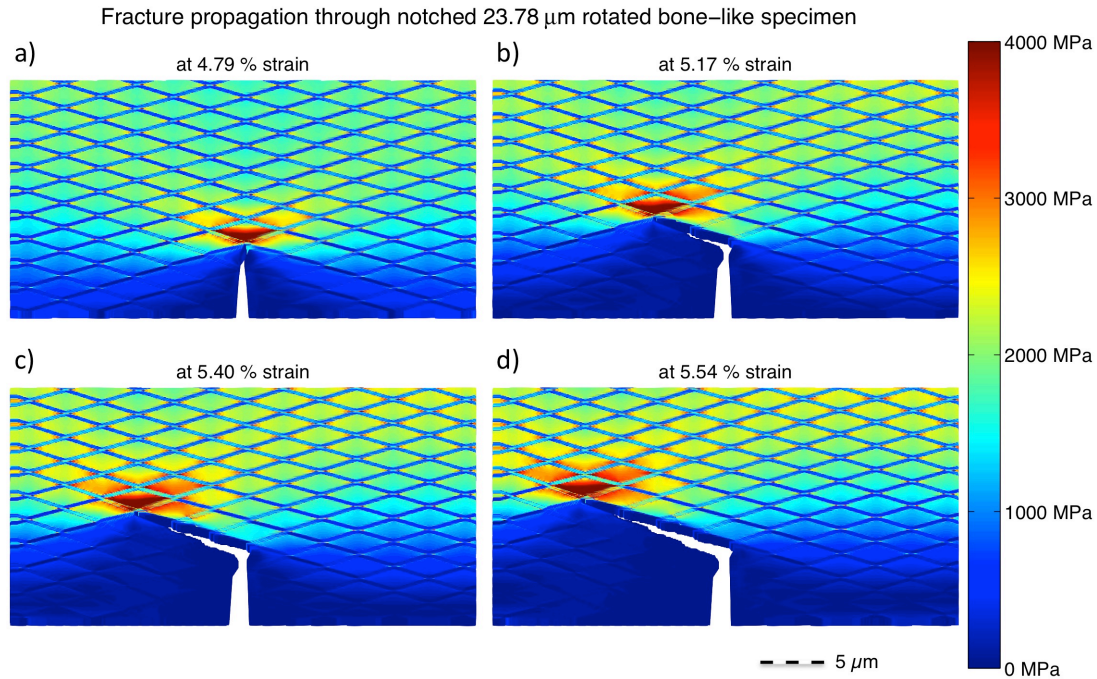 Fracture propagation through notched 23.78 µm rotated bone−like specimen
a)
at 4.79 % strain
b)
at 5.17 % strain
4000 MPa
3000 MPa
2000 MPa
c)
at 5.40 % strain
d)
at 5.54 % strain
1000 MPa
0 MPa
5 µm